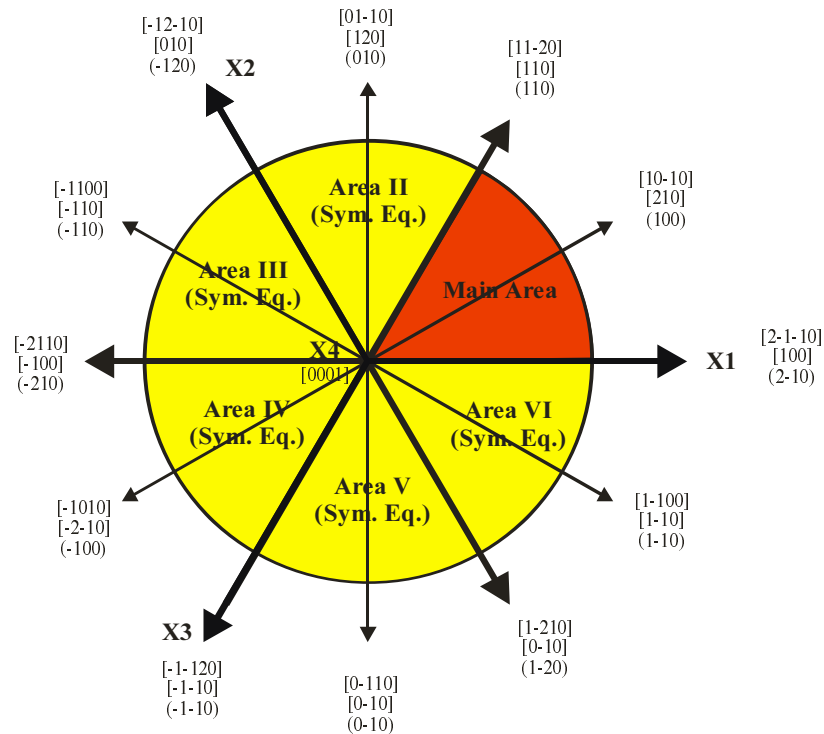 [-12-10]
[010]
(-120)
X2
[01-10]
[120]
(010)
[11-20]
[110]
(110)
Area II
(Sym. Eq.)
[-1100]
[-110]
(-110)
[10-10]
[210]
(100)
Area III
(Sym. Eq.)
Main Area
[-2110]
[-100]
(-210)
X4
[0001]
X1
[2-1-10]
[100]
(2-10)
Area IV
(Sym. Eq.)
Area VI
(Sym. Eq.)
Area V
(Sym. Eq.)
[-1010]
[-2-10]
(-100)
[1-100]
[1-10]
(1-10)
X3
[-1-120]
[-1-10]
(-1-10)
[0-110]
[0-10]
(0-10)
[1-210]
[0-10]
(1-20)